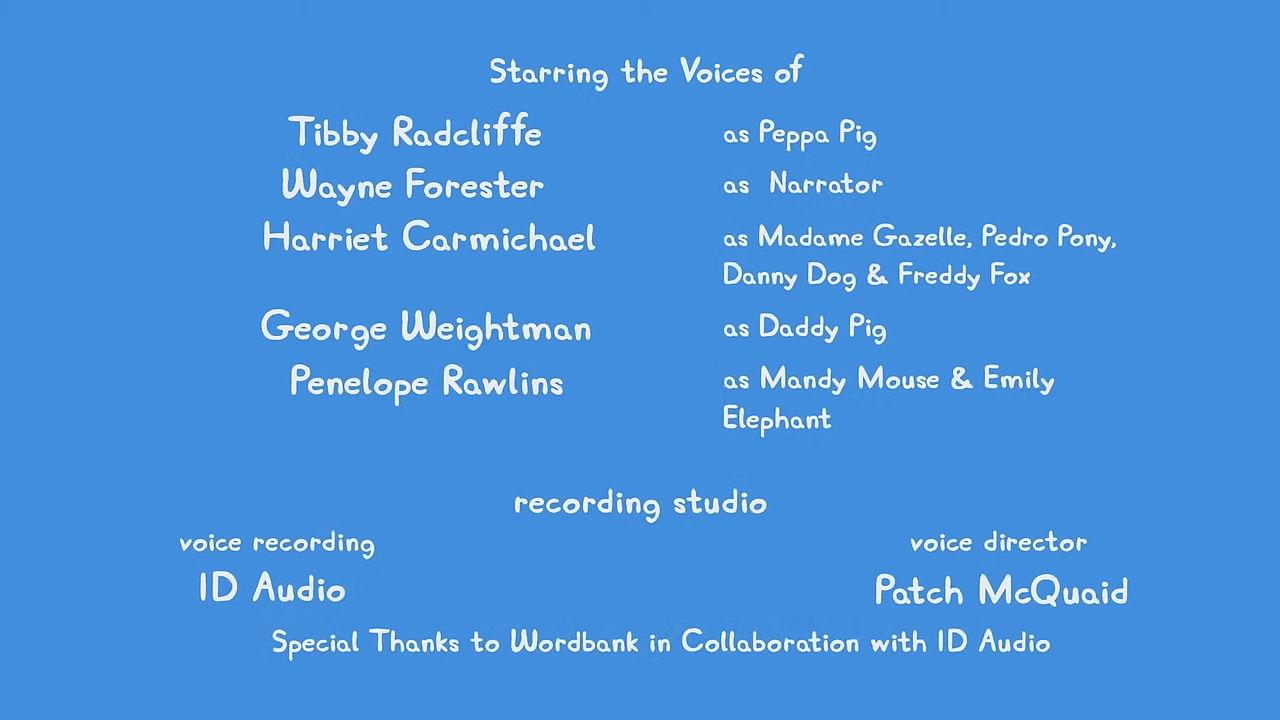 Starring the Voices of
Tibby Radcliffe as Peppa Pig
Wayne Forester as Narrator
Harriet Carmichael as Madame Gazelle, Pedro Pony,
Danny Dog & Freddy Fox
George Weightman as Daddy Pig
Penelope Rawlins as Mandy Mouse & Emily
Elephant
recording studio
voice recording voice director
ID Audio Patch McQuaid
Special Thanks to Wordbank in Collaboration with ID Audio